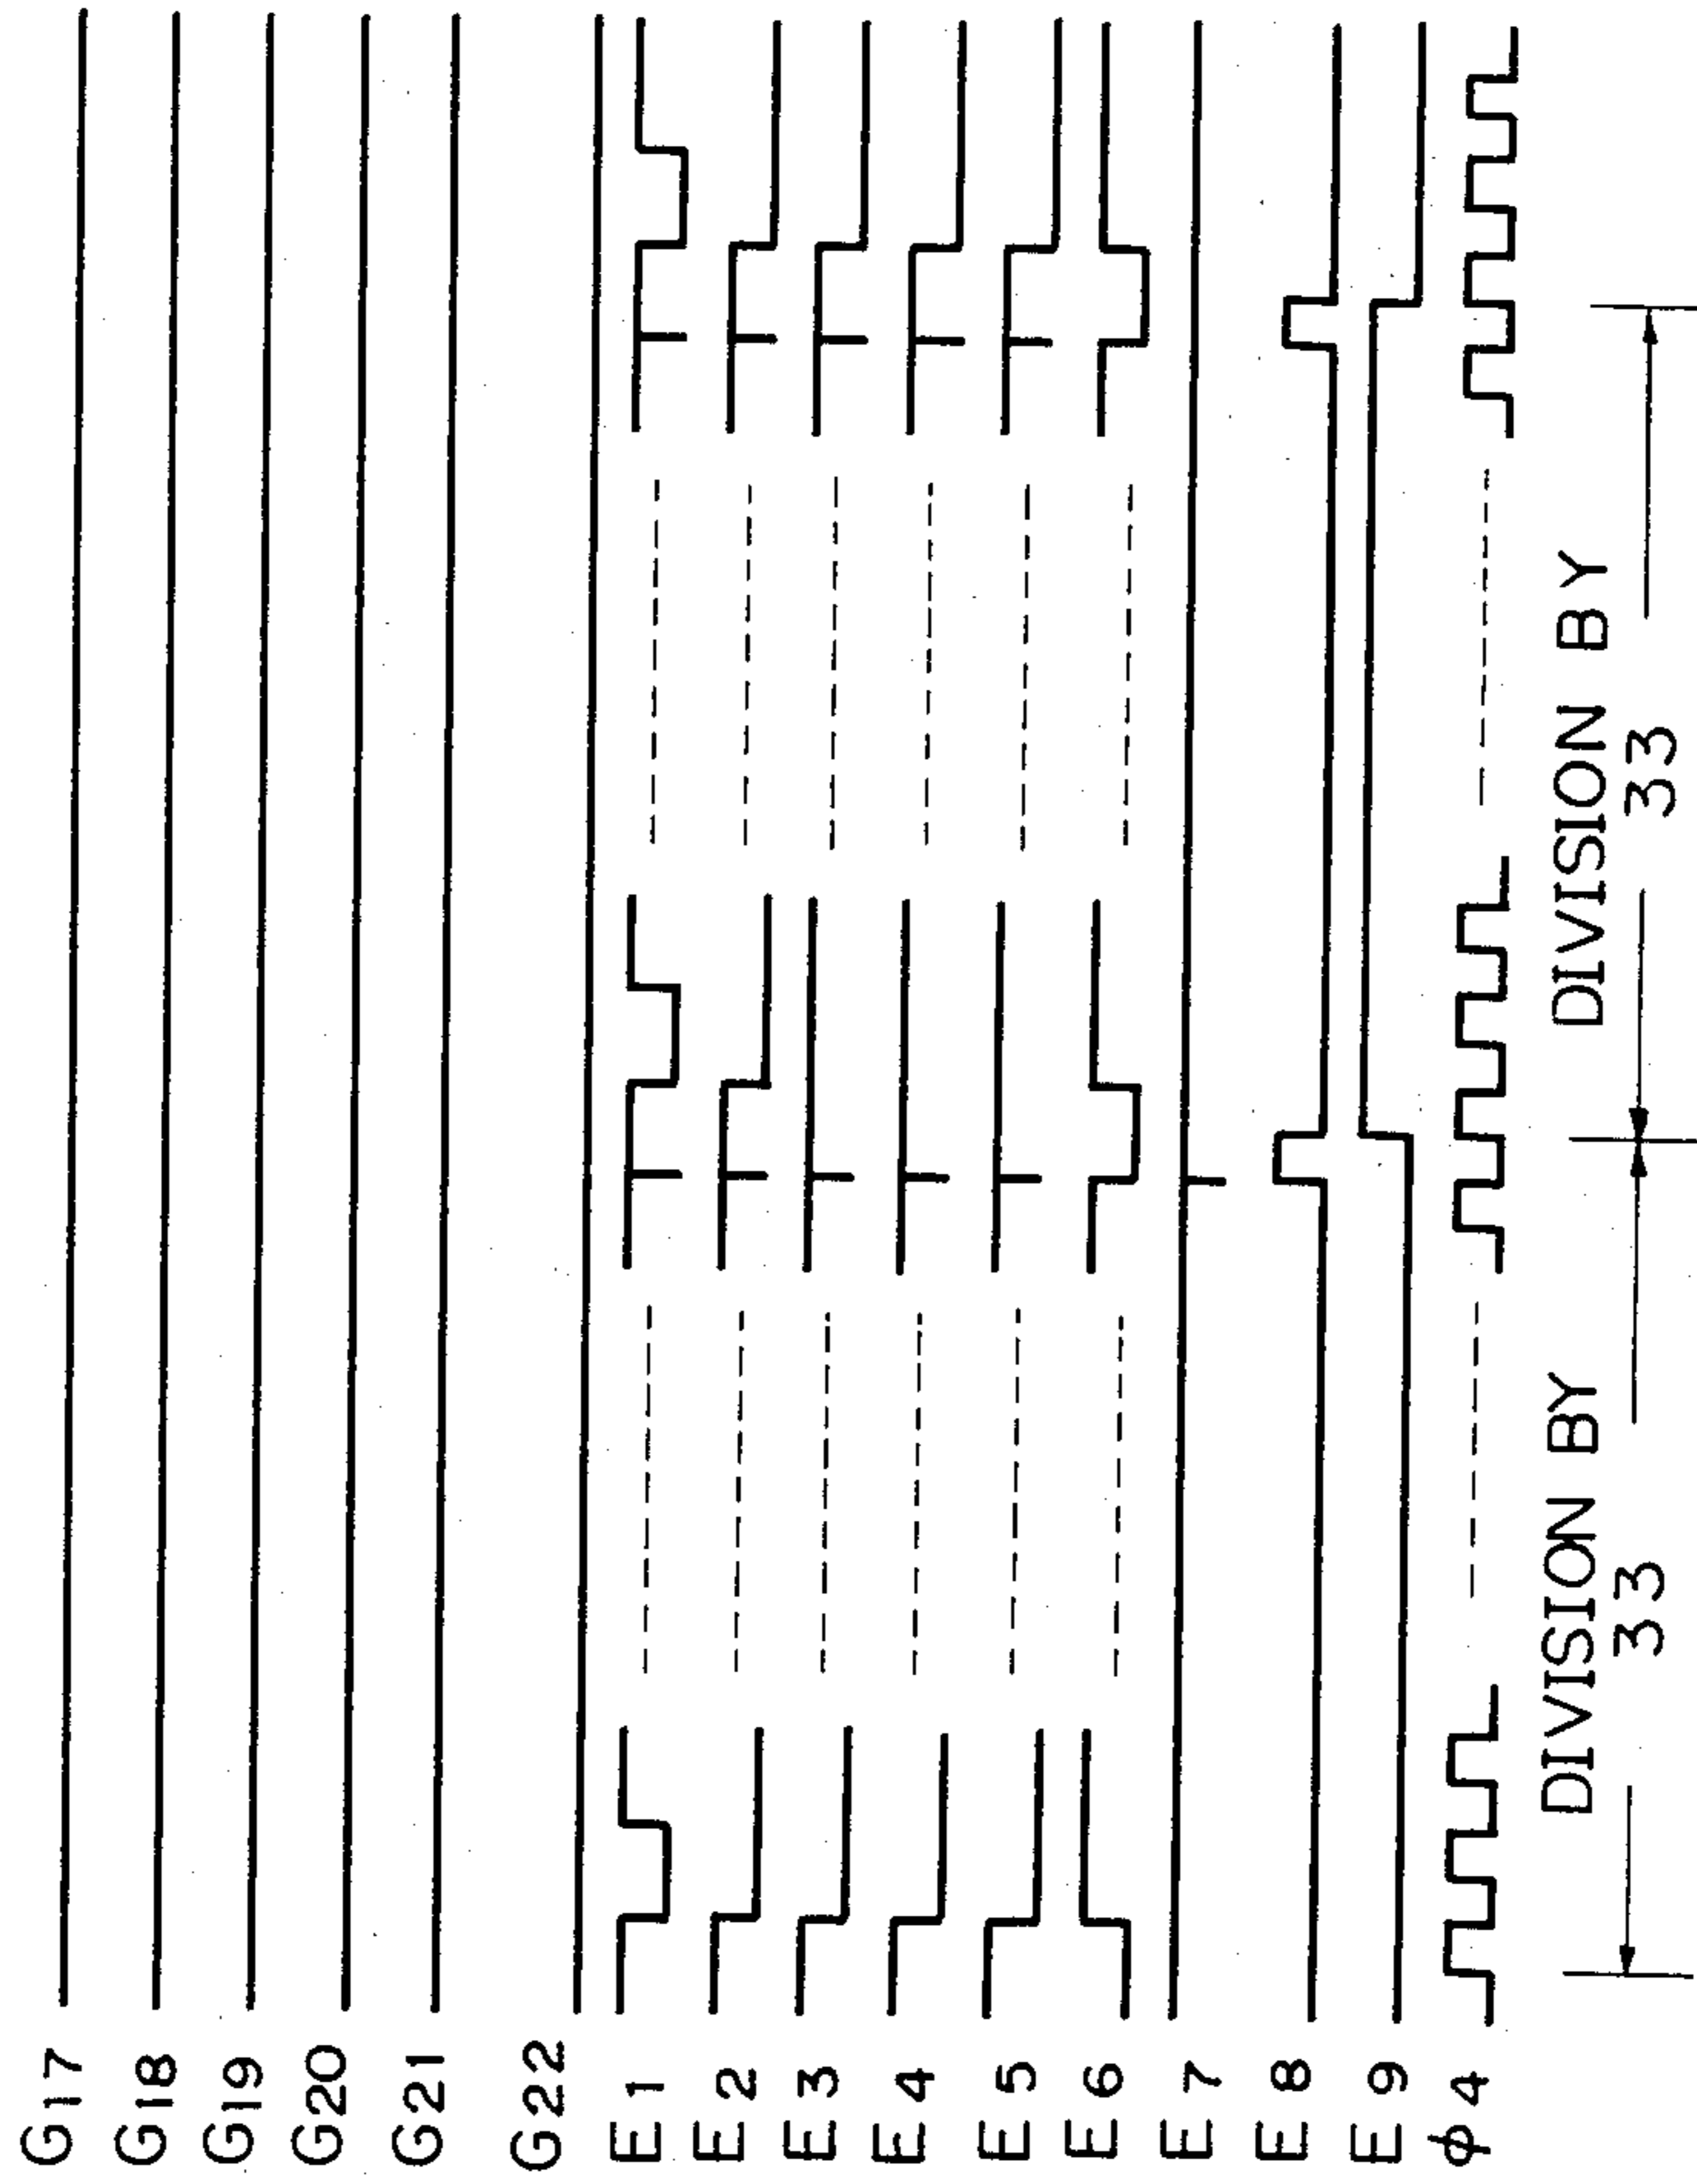 G17
G18
G19
G20
G21
G22
E1
E2
E3
E4
E5
E6
E7
E8
E9
φ4
DIVISION BY
33
DIVISION BY
33